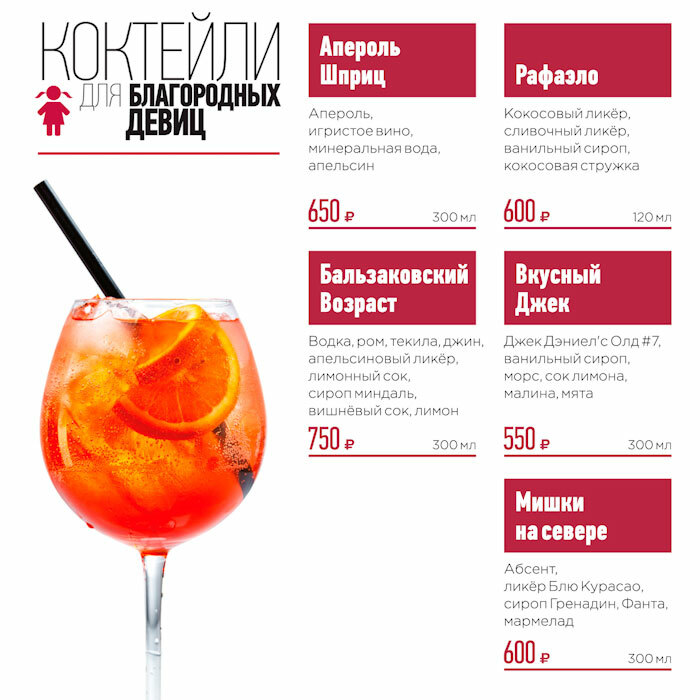 КОКТЕЙЛИ
ДЛЯ БЛАГОРОДНЫХ
ДЕВИЦ
Апероль
Шприц
Апероль,
игристое вино,
минеральная вода,
апельсин
650 ₽ 300 мл
Рафаэло
Кокосовый ликёр,
сливочный ликёр,
ванильный сироп,
кокосовая стружка
600 ₽ 120 мл
Бальзаковский
Возраст
Водка, ром, текила, джин,
апельсиновый ликёр,
лимонный сок,
сироп миндаль,
вишнёвый сок, лимон
750 ₽ 300 мл
Вкусный
Джек
Джек Дэниел'с Олд #7,
ванильный сироп,
морс, сок лимона,
малина, мята
550 ₽ 300 мл
Мишки
на севере
Абсент,
ликёр Блю Курасао,
сироп Гренадин, Фанта,
мармелад
600 ₽ 300 мл